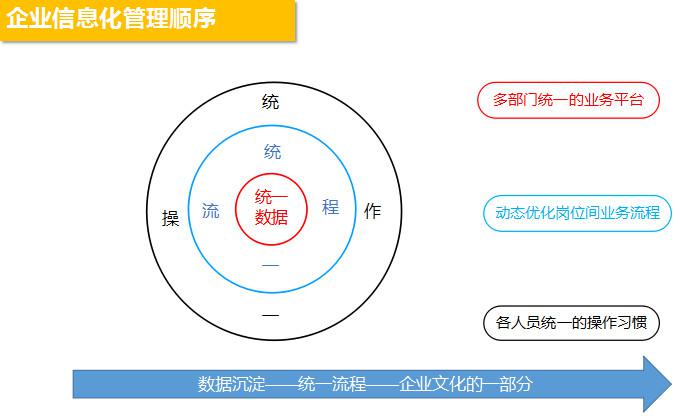 企业信息化管理顺序
统
统
统一
数据
操
流
程
作
一
一
多部门统一的业务平台
动态优化岗位间业务流程
各人员统一的操作习惯
数据沉淀——统一流程——企业文化的一部分